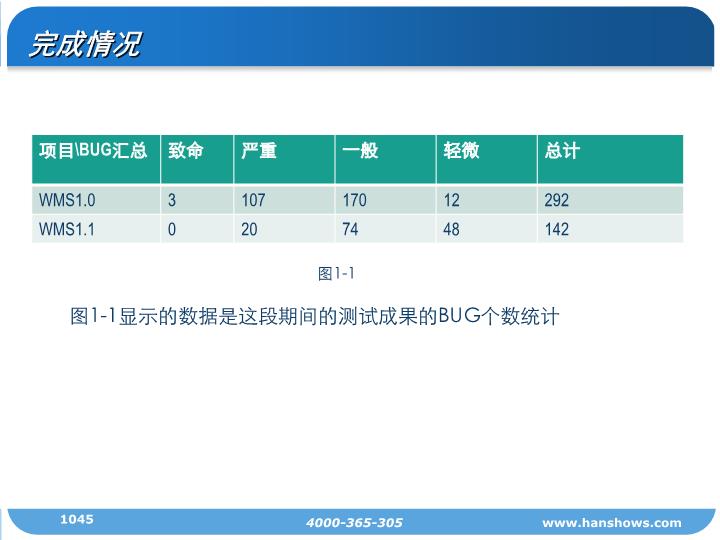 完成情况
项目\BUG汇总 致命 严重 一般 轻微 总计
WMS1.0 3 107 170 12 292
WMS1.1 0 20 74 48 142
图1-1
图1-1显示的数据是这段期间的测试成果的BUG个数统计
1045 4000-365-305 www.hanshows.com